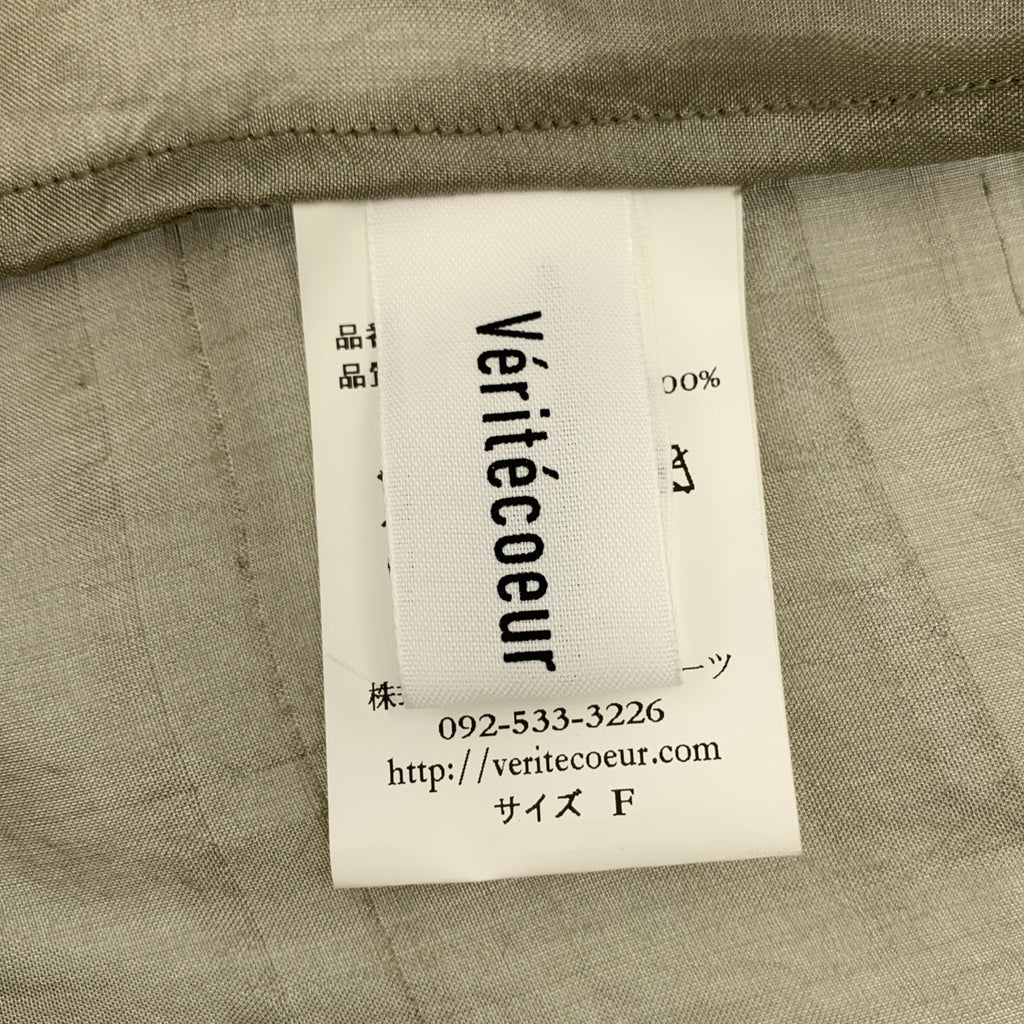 Véritécoeur
品
品
00%
株
ーツ
092-533-3226
http://veritecoeur.com
サイズ F